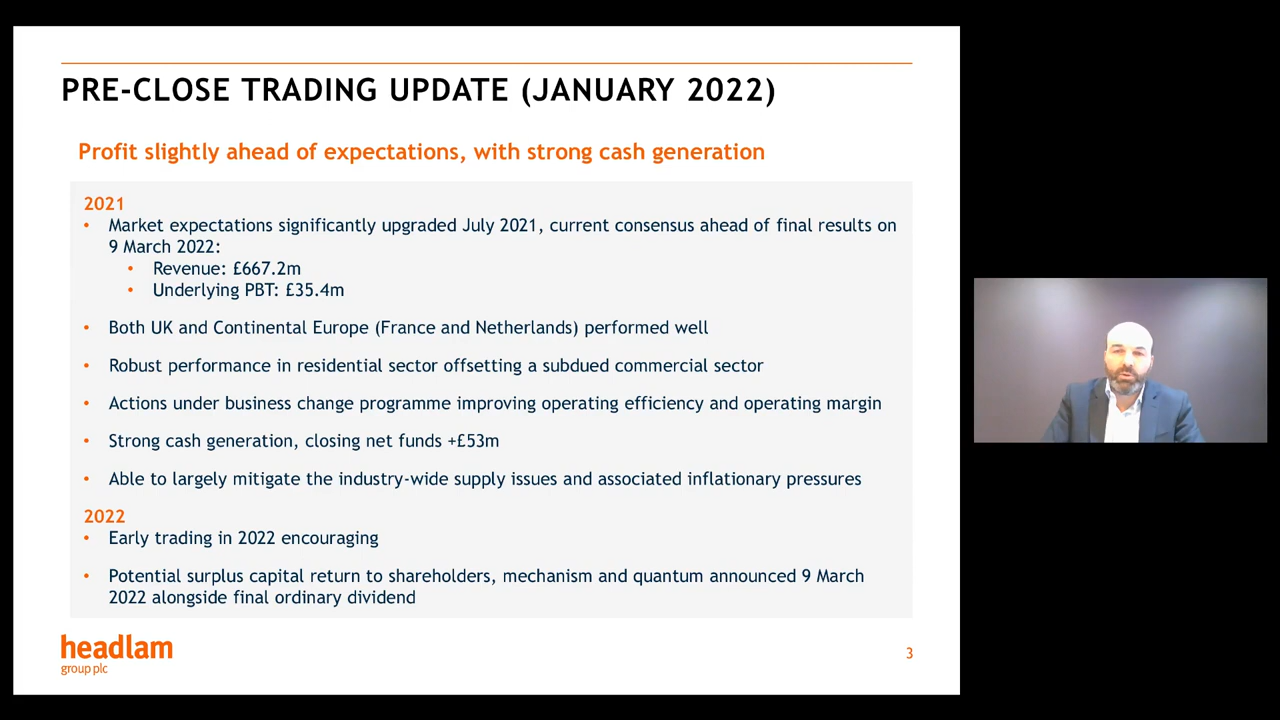 PRE-CLOSE TRADING UPDATE (JANUARY 2022)
Profit slightly ahead of expectations, with strong cash generation
2021
• Market expectations significantly upgraded July 2021, current consensus ahead of final results on
9 March 2022:
• Revenue: £667.2m
• Underlying PBT: £35.4m
• Both UK and Continental Europe (France and Netherlands) performed well
• Robust performance in residential sector offsetting a subdued commercial sector
• Actions under business change programme improving operating efficiency and operating margin
• Strong cash generation, closing net funds +£53m
• Able to largely mitigate the industry-wide supply issues and associated inflationary pressures
2022
• Early trading in 2022 encouraging
• Potential surplus capital return to shareholders, mechanism and quantum announced 9 March
2022 alongside final ordinary dividend
headlam
group plc
3